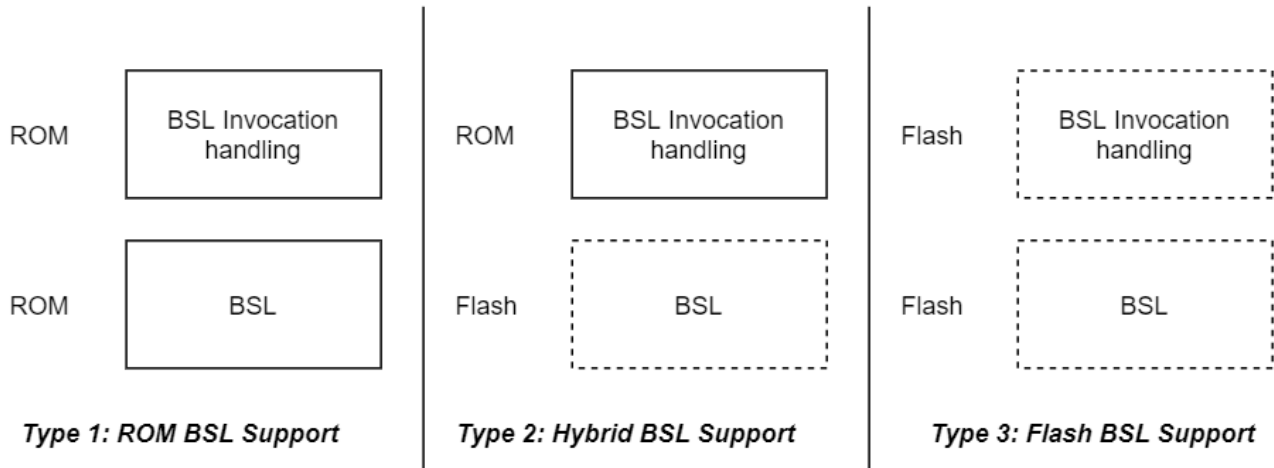 ROM
BSL Invocation
handling
ROM
BSL
Type 1: ROM BSL Support
ROM
BSL Invocation
handling
Flash
BSL
Type 2: Hybrid BSL Support
Flash
BSL Invocation
handling
Flash
BSL
Type 3: Flash BSL Support